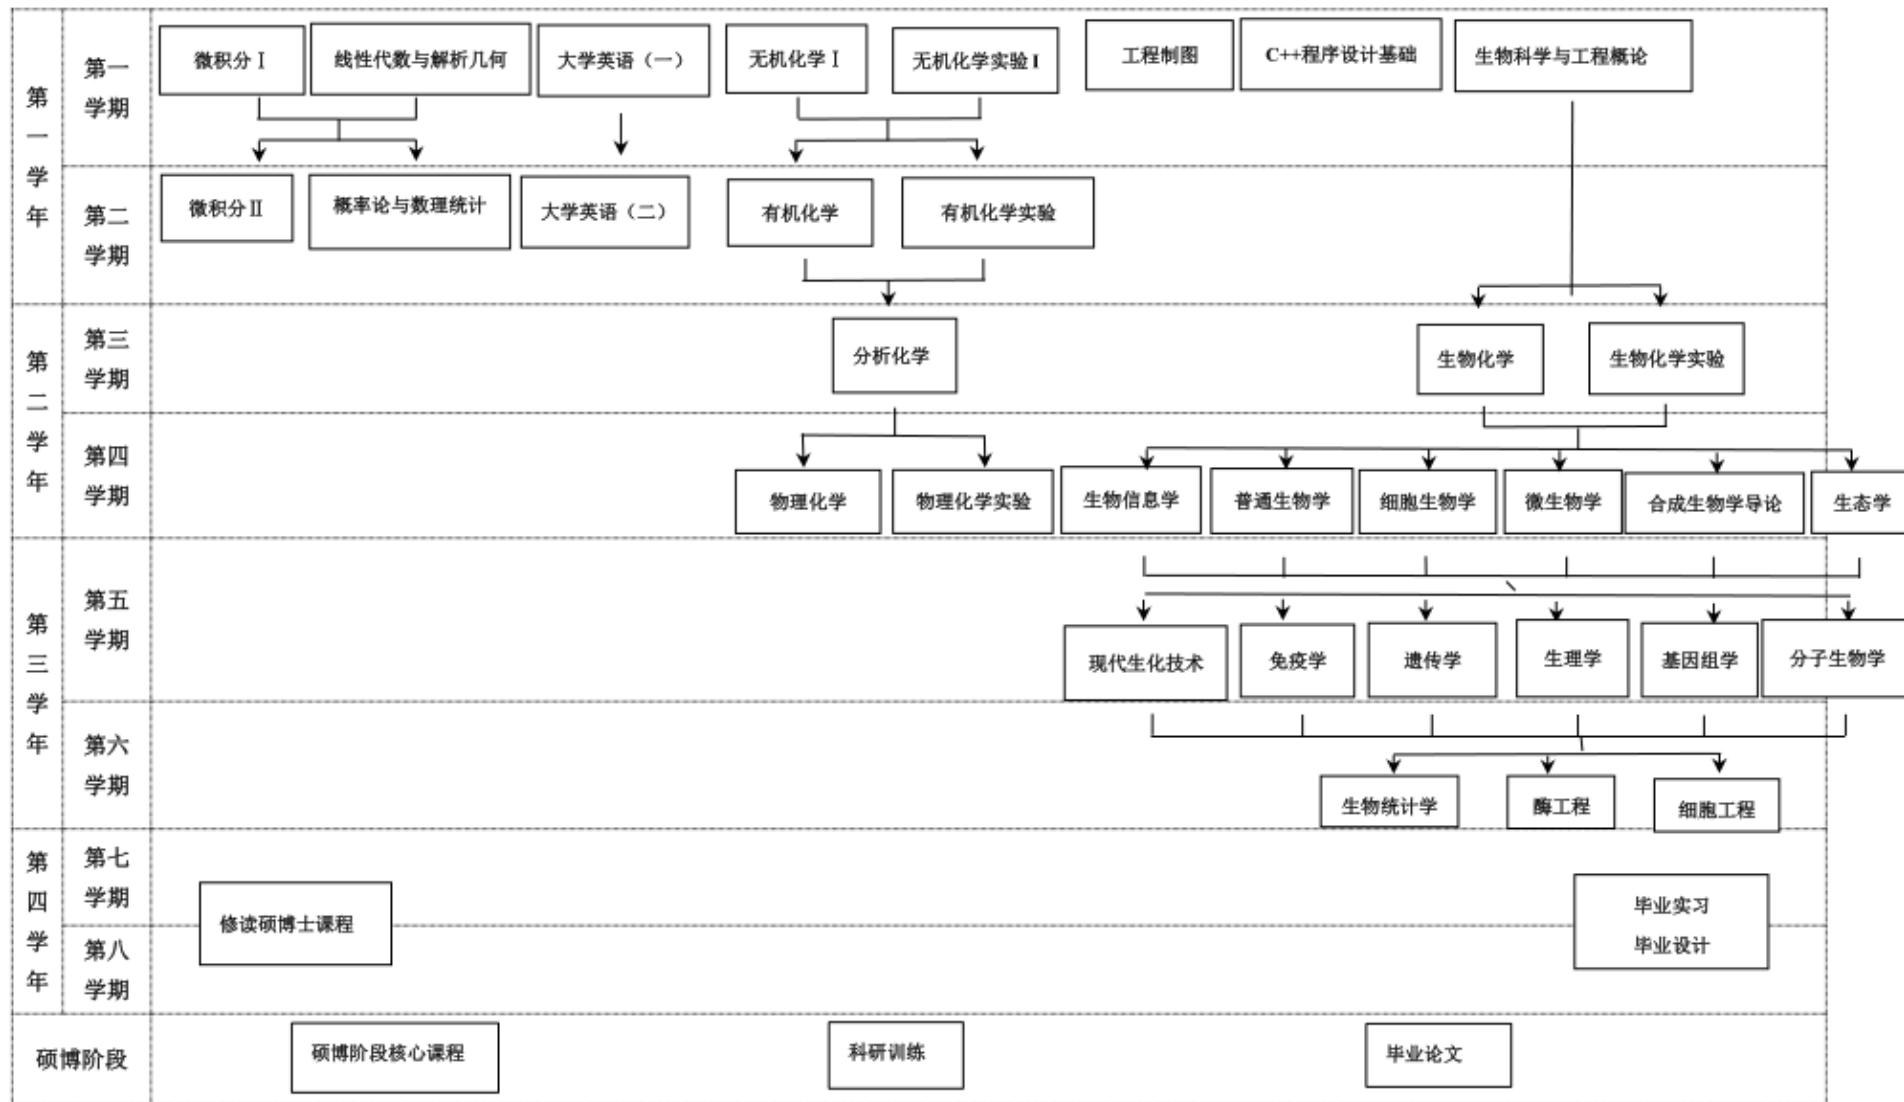 第一学年
第一
学期
微积分Ⅰ
线性代数与解析几何
大学英语（一）
无机化学Ⅰ
无机化学实验Ⅰ
工程制图
C++程序设计基础
生物科学与工程概论
第二
学期
微积分Ⅱ
概率论与数理统计
大学英语（二）
有机化学
有机化学实验
第二学年
第三
学期
分析化学
生物化学
生物化学实验
第四
学期
物理化学
物理化学实验
生物信息学
普通生物学
细胞生物学
微生物学
合成生物学导论
生态学
第三学年
第五
学期
现代生化技术
免疫学
遗传学
生理学
基因组学
分子生物学
第六
学期
生物统计学
酶工程
细胞工程
第四学年
第七
学期
修读硕博士课程
毕业实习
毕业设计
第八
学期
硕博阶段
硕博阶段核心课程
科研训练
毕业论文